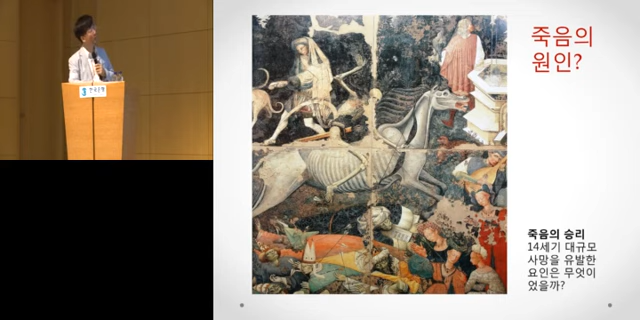 죽음의
원인?
죽음의 승리
14세기 대규모
사망을 유발한
요인은 무엇이
었을까?